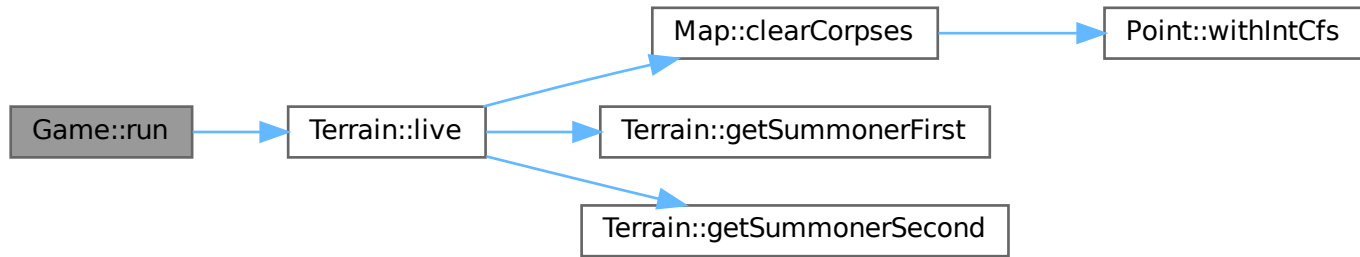 Game::run
Terrain::live
Map::clearCorpses
Point::withIntCfs
Terrain::getSummonerFirst
Terrain::getSummonerSecond